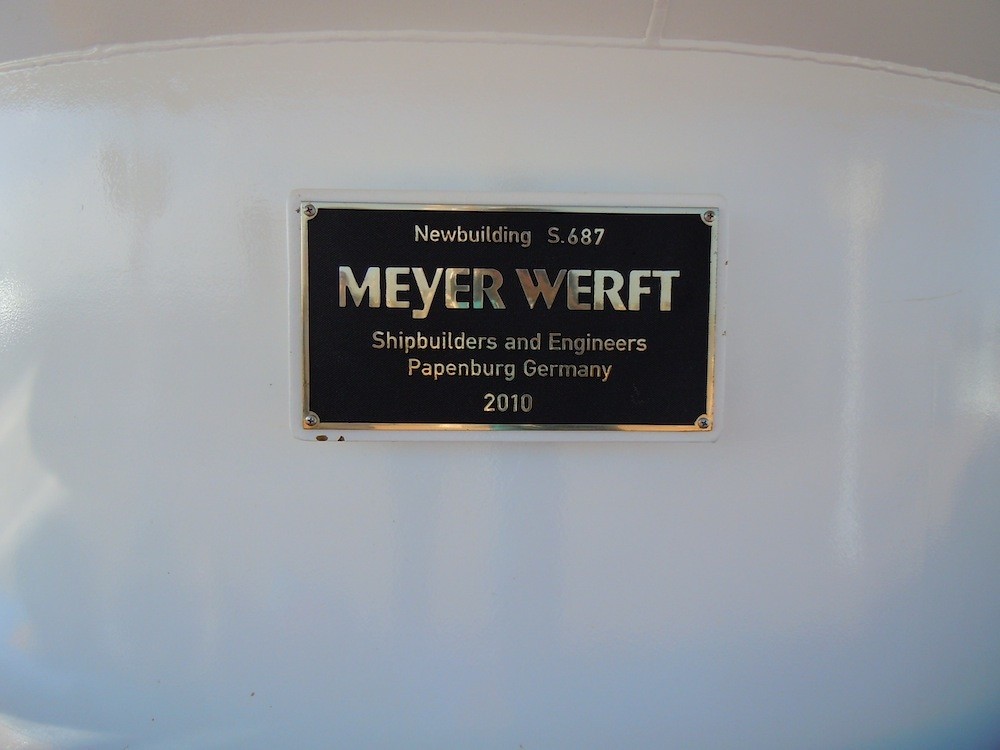 Newbuilding S.687
MEYER WERFT
Shipbuilders and Engineers
Papenburg Germany
2010